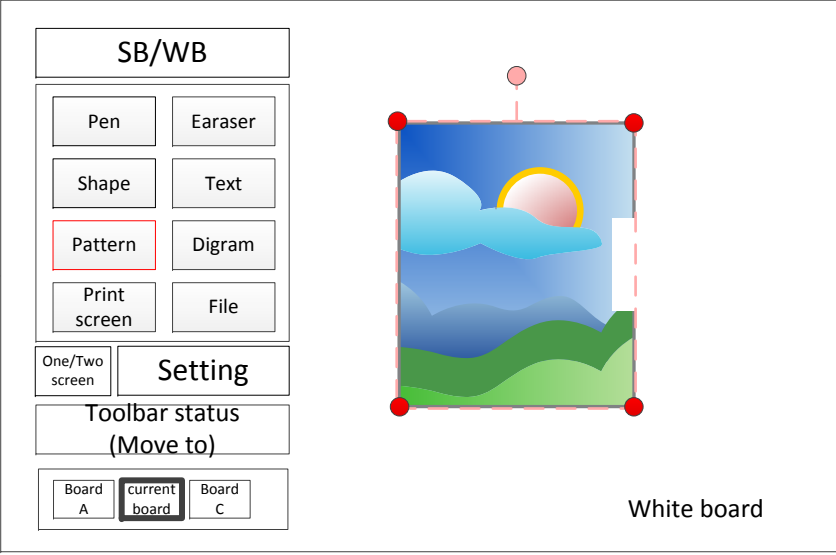 SB/WB
Pen
Earaser
Shape
Text
Pattern
Digram
Print
screen
File
One/Two
screen
Setting
Toolbar status
(Move to)
Board
A
current
board
Board
C
White board